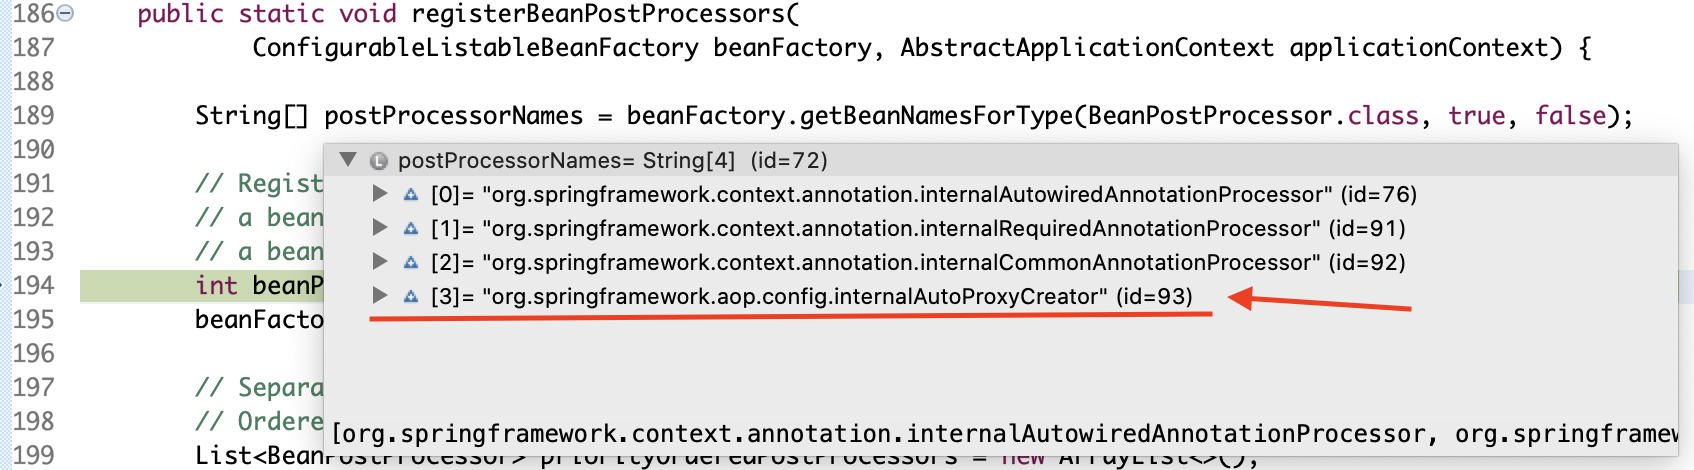 186 public static void registerBeanPostProcessors(
187 ConfigurableListableBeanFactory beanFactory, AbstractApplicationContext applicationContext) {
188
189 String[] postProcessorNames = beanFactory.getBeanNamesForType(BeanPostProcessor.class, true, false);
190
postProcessorNames= String[4] (id=72)
191 // Regist
[0]= "org.springframework.context.annotation.internalAutowiredAnnotationProcessor" (id=76)
192 // a bean
[1]= "org.springframework.context.annotation.internalRequiredAnnotationProcessor" (id=91)
193 // a bean
[2]= "org.springframework.context.annotation.internalCommonAnnotationProcessor" (id=92)
194 int beanP
[3]= "org.springframework.aop.config.internalAutoProxyCreator" (id=93)
195 beanFacto
196
197 // Separa
198 // Ordere
[org.springframework.context.annotation.internalAutowiredAnnotationProcessor, org.springframew
199 List<BeanPostProcessor> priorityOrderedPostProcessors = new ArrayList<>();